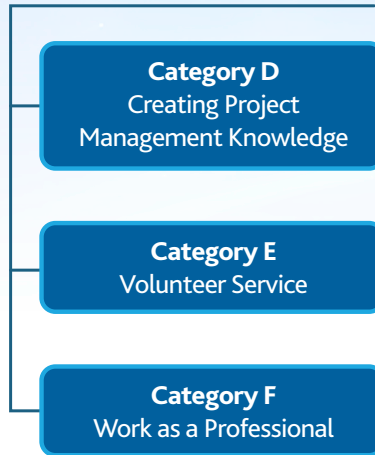 Category D
Creating Project
Management Knowledge
Category E
Volunteer Service
Category F
Work as a Professional